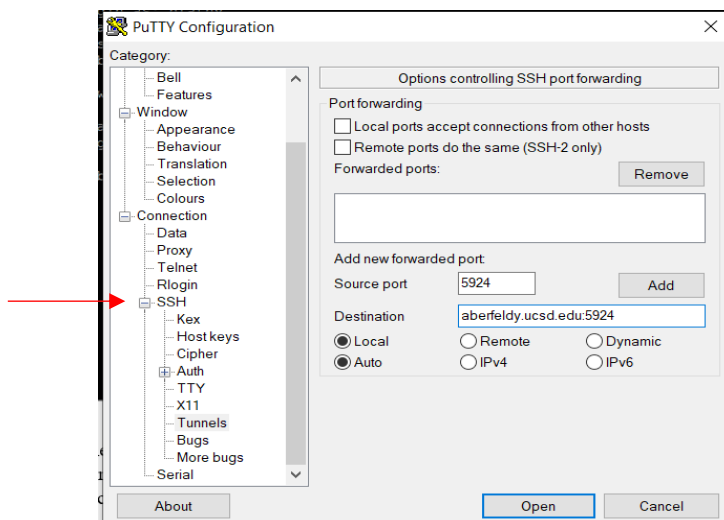 PuTTY Configuration
Category:
Bell
Features
Window
Appearance
Behaviour
Translation
Selection
Colours
Connection
Data
Proxy
Telnet
Rlogin
SSH
Kex
Host keys
Cipher
Auth
TTY
X11
Tunnels
Bugs
More bugs
Serial
Options controlling SSH port forwarding
Port forwarding
Local ports accept connections from other hosts
Remote ports do the same (SSH-2 only)
Forwarded ports:
Remove
Add new forwarded port:
Source port 5924 Add
Destination aberfeldy.ucsd.edu:5924
Local Remote Dynamic
Auto IPv4 IPv6
About Open Cancel